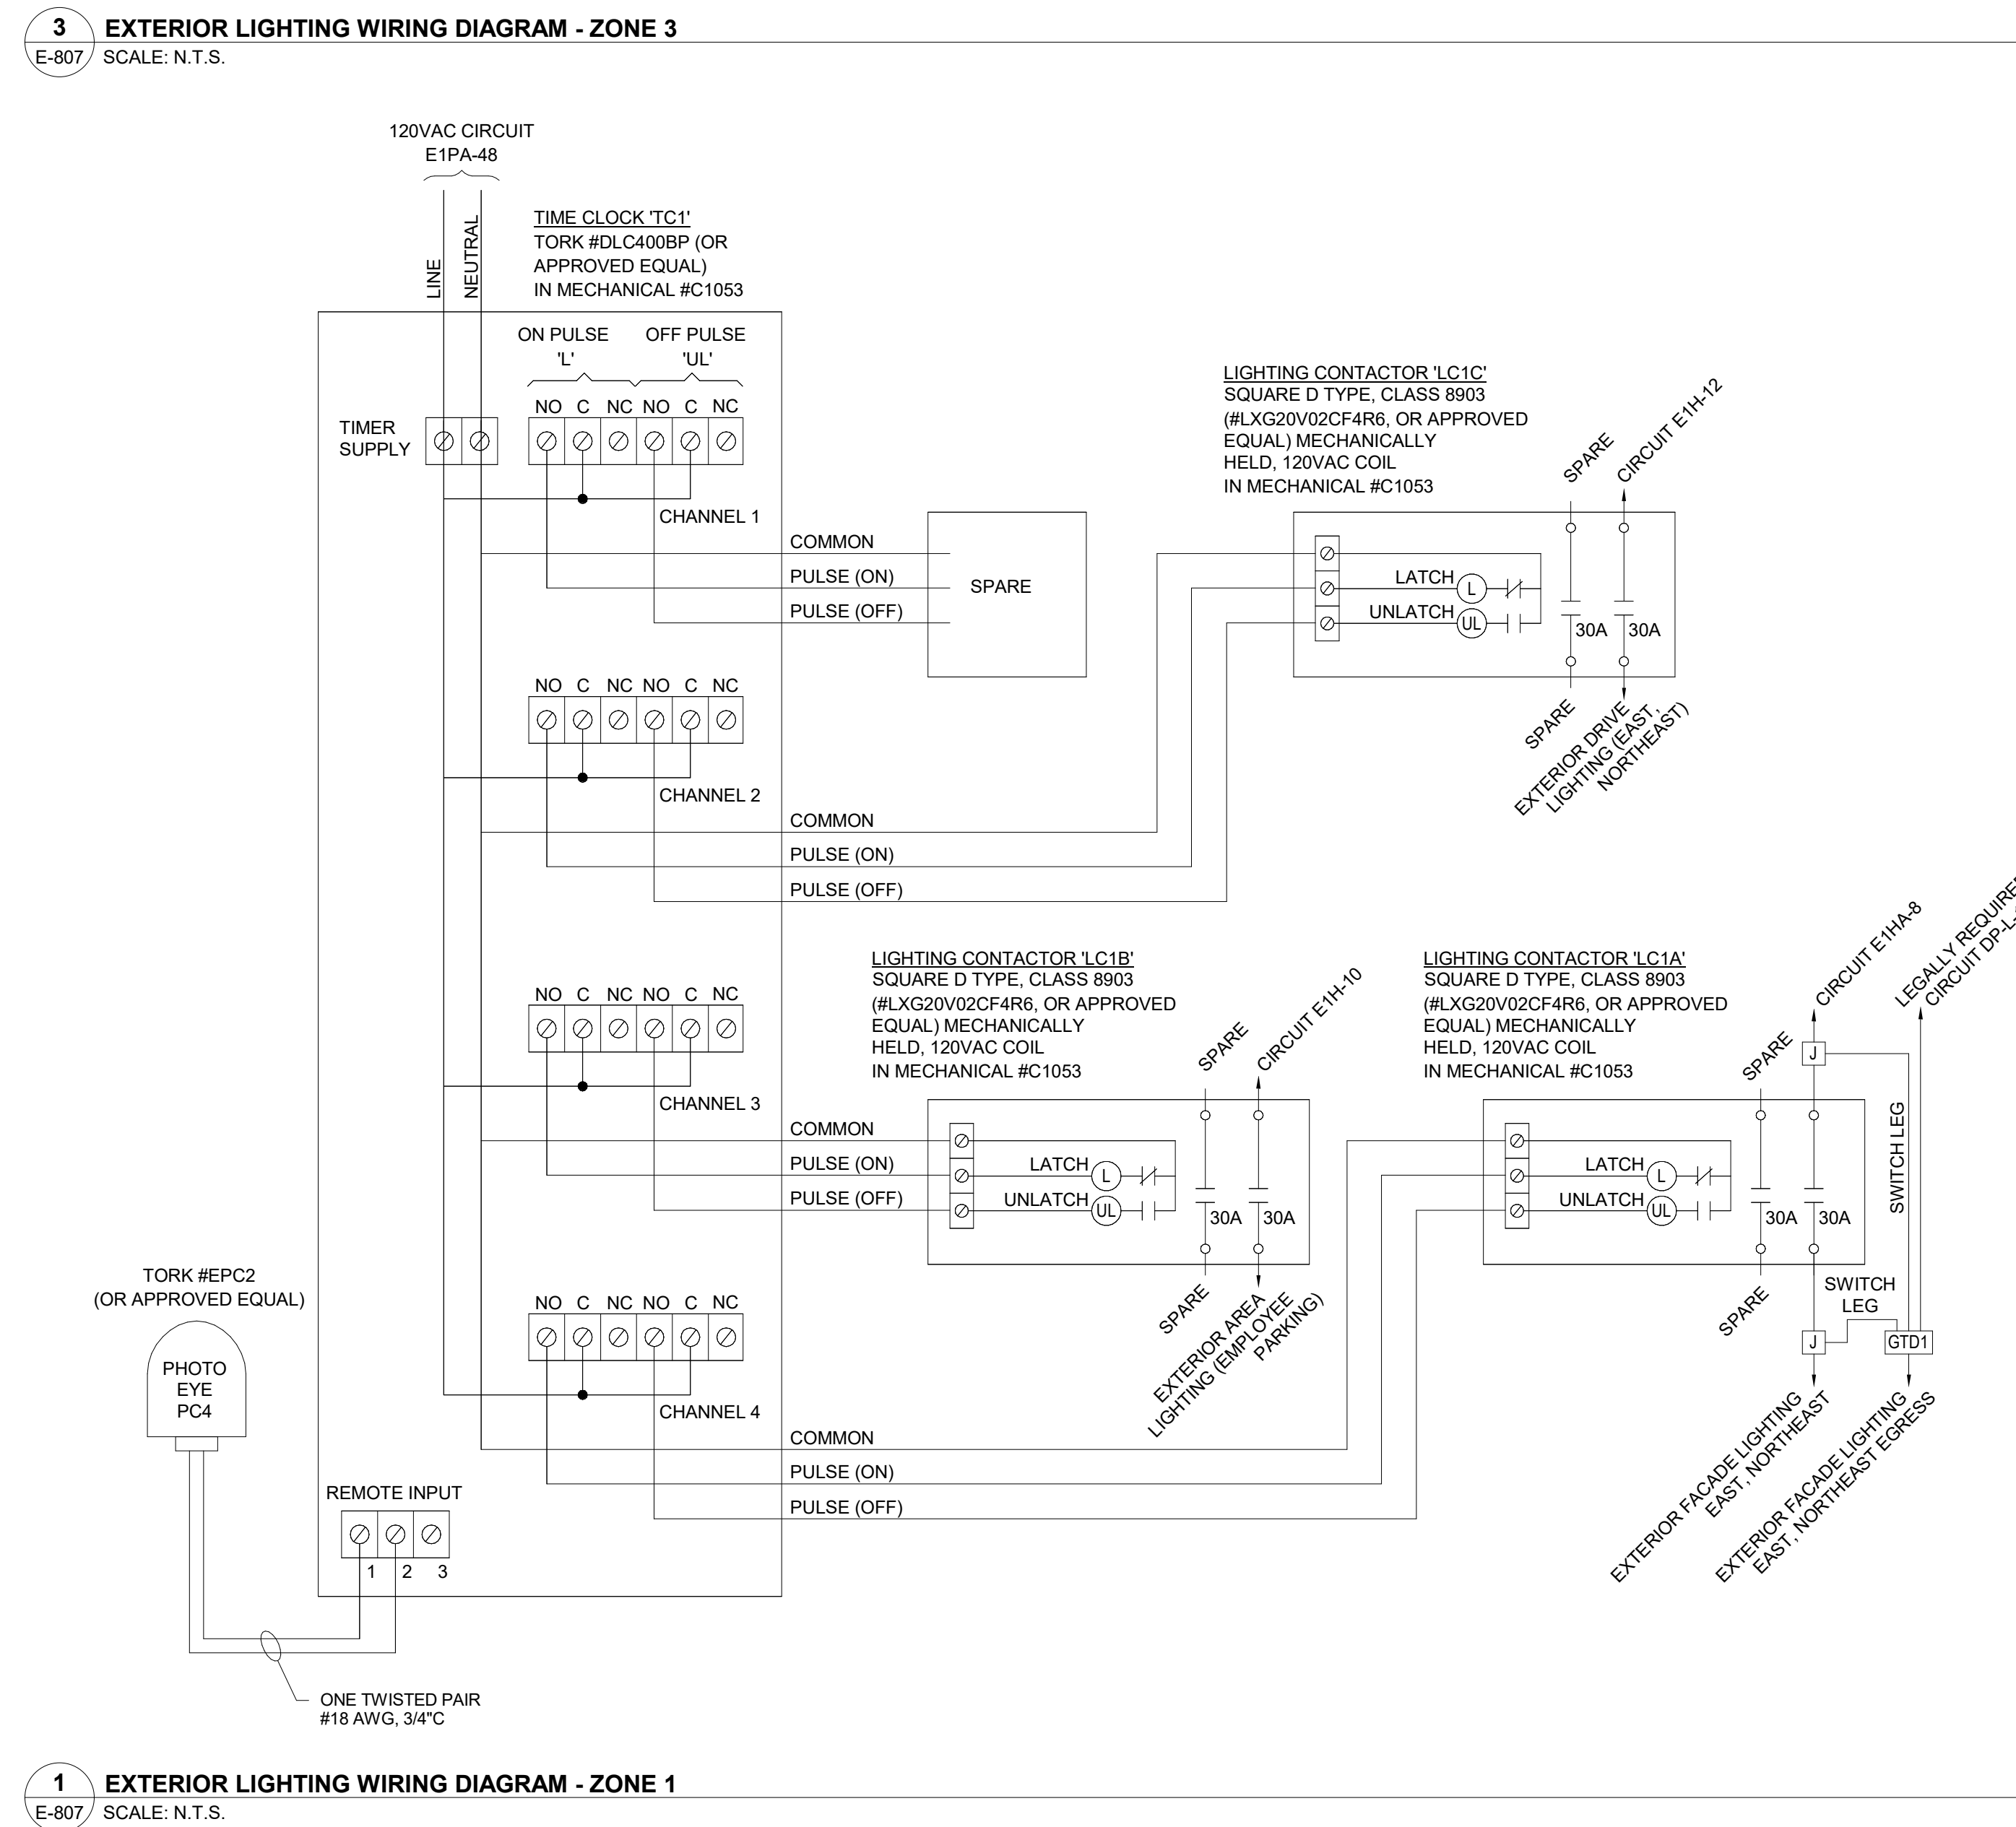 3
EXTERIOR LIGHTING WIRING DIAGRAM - ZONE 3
E-807
SCALE: N.T.S.
120VAC CIRCUIT
E1PA-48
LINE
NEUTRAL
TIME CLOCK 'TC1'
TORK #DLC400BP (OR
APPROVED EQUAL)
IN MECHANICAL #C1053
ON PULSE
'L'
OFF PULSE
'UL'
NO C NC NO C NC
TIMER
SUPPLY
CHANNEL 1
COMMON
PULSE (ON)
PULSE (OFF)
SPARE
LIGHTING CONTACTOR 'LC1C'
SQUARE D TYPE, CLASS 8903
(#LXG20V02CF4R6, OR APPROVED
EQUAL) MECHANICALLY
HELD, 120VAC COIL
IN MECHANICAL #C1053
SPARE
CIRCUIT E1H-12
LATCH
L
UNLATCH
UL
30A
30A
SPARE
EXTERIOR DRIVE
LIGHTING (EAST,
NORTHEAST)
NO C NC NO C NC
CHANNEL 2
COMMON
PULSE (ON)
PULSE (OFF)
NO C NC NO C NC
CHANNEL 3
COMMON
PULSE (ON)
PULSE (OFF)
LIGHTING CONTACTOR 'LC1B'
SQUARE D TYPE, CLASS 8903
(#LXG20V02CF4R6, OR APPROVED
EQUAL) MECHANICALLY
HELD, 120VAC COIL
IN MECHANICAL #C1053
SPARE
CIRCUIT E1H-10
LATCH
L
UNLATCH
UL
30A
30A
SPARE
EXTERIOR AREA
LIGHTING (EMPLOYEE
PARKING)
LIGHTING CONTACTOR 'LC1A'
SQUARE D TYPE, CLASS 8903
(#LXG20V02CF4R6, OR APPROVED
EQUAL) MECHANICALLY
HELD, 120VAC COIL
IN MECHANICAL #C1053
SPARE
CIRCUIT E1HA-8
LEGALLY
CIRCUIT
J
SWITCH LEG
LATCH
L
UNLATCH
UL
30A
30A
SPARE
SWITCH
LEG
J
GTD1
EXTERIOR FACADE LIGHTING
EAST, NORTHEAST
EXTERIOR FACADE LIGHTING
EAST, NORTHEAST EGRESS
NO C NC NO C NC
CHANNEL 4
COMMON
PULSE (ON)
PULSE (OFF)
TORK #EPC2
(OR APPROVED EQUAL)
PHOTO
EYE
PC4
REMOTE INPUT
1 2 3
ONE TWISTED PAIR
#18 AWG, 3/4"C
1
EXTERIOR LIGHTING WIRING DIAGRAM - ZONE 1
E-807
SCALE: N.T.S.